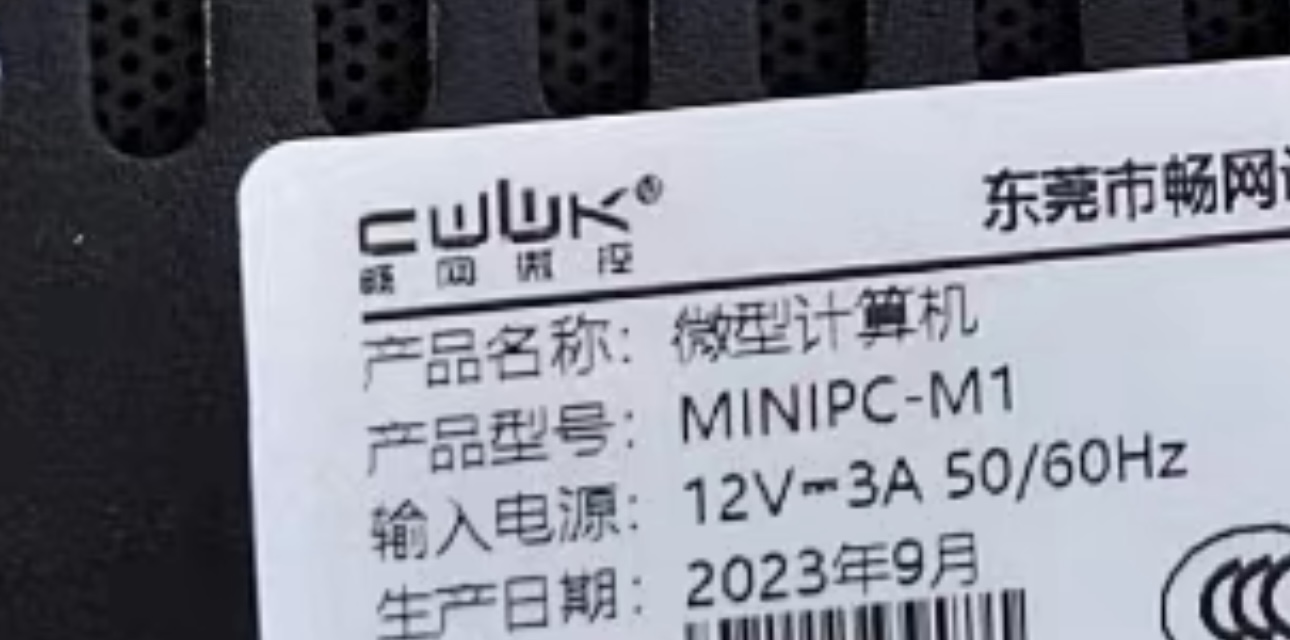 东莞市畅网
畅网微控
产品名称：微型计算机
产品型号：MINIPC-M1
输入电源：12V⎓3A 50/60Hz
生产日期：2023年9月